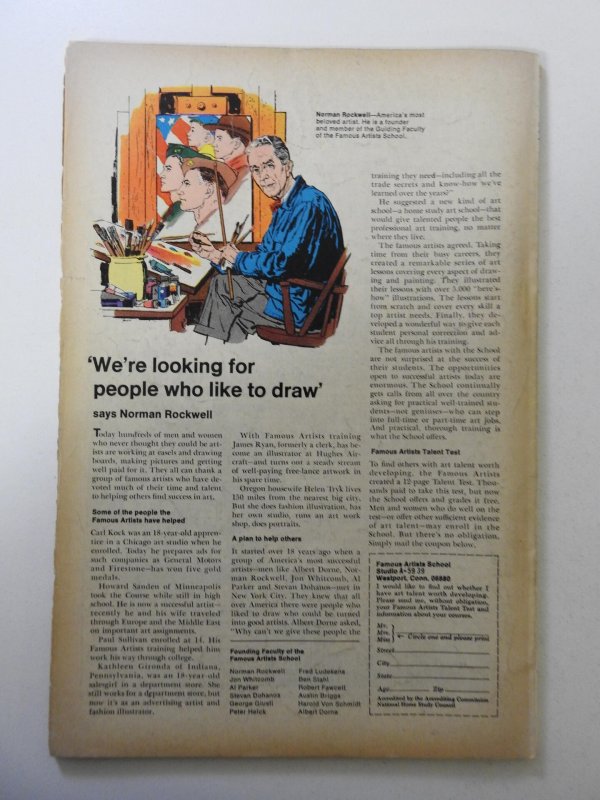 Norman Rockwell—America's most
beloved artist. He is a founder
and member of the Guiding Faculty
of the Famous Artists School.
'We're looking for
people who like to draw'
says Norman Rockwell
Today hundreds of men and women
who never thought they could be art-
ists are working at easels and drawing
boards, making pictures and getting
well paid for it. They all can thank a
group of famous artists who have de-
voted much of their time and talent
to helping others find success in art.
Some of the people the
Famous Artists have helped
Carl Kock was an 18-year-old appren-
tice in a Chicago art studio when he
enrolled. Today he prepares ads for
such companies as General Motors
and Firestone—has won five gold
medals.
Howard Sanden of Minneapolis
took the Course while still in high
school. He is now a successful artist—
recently he and his wife traveled
through Europe and the Middle East
on important art assignments.
Paul Sullivan enrolled at 14. His
Famous Artists training helped him
work his way through college.
Kathleen Gironda of Indiana,
Pennsylvania, was an 18-year-old
salesgirl in a department store. She
still works for a department store, but
now it's as an advertising artist and
fashion illustrator.
With Famous Artists training
James Ryan, formerly a clerk, has be-
come an illustrator at Hughes Air-
craft—and turns out a steady stream
of well-paying free-lance artwork in
his spare time.
Oregon housewife Helen Tryk lives
150 miles from the nearest big city.
But she does fashion illustration, has
her own studio, runs an art work
shop, does portraits.
A plan to help others
It started over 18 years ago when a
group of America's most successful
artists—men like Albert Dorne, Nor-
man Rockwell, Jon Whitcomb, Al
Parker and Stevan Dohanos—met in
New York City. They knew that all
over America there were people who
liked to draw who could be turned
into good artists. Albert Dorne asked,
"Why can't we give these people the
Founding Faculty of the
Famous Artists School
Norman Rockwell
Jon Whitcomb
Al Parker
Stevan Dohanos
George Giusti
Peter Helck
Fred Ludekens
Ben Stahl
Robert Fawcett
Austin Briggs
Harold Von Schmidt
Albert Dorne
training they need—including all the
trade secrets and know-how we've
learned over the years?"
He suggested a new kind of art
school—a home study art school—that
would give talented people the best
professional art training, no matter
where they live.
The famous artists agreed. Taking
time from their busy careers, they
created a remarkable series of art
lessons covering every aspect of draw-
ing and painting. They illustrated
their lessons with over 5,000 "here's-
how" illustrations. The lessons start
from scratch and cover every skill a
top artist needs. Finally, they de-
veloped a wonderful way to give each
student personal correction and ad-
vice all through his training.
The famous artists with the School
are not surprised at the success of
their students. The opportunities
open to successful artists today are
enormous. The School continually
gets calls from all over the country
asking for practical well-trained stu-
dents—not geniuses—who can step
into full-time or part-time art jobs.
And practical, thorough training is
what the School offers.
Famous Artists Talent Test
To find others with art talent worth
developing, the Famous Artists
created a 12-page Talent Test. Thou-
sands paid to take this test, but now
the School offers and grades it free.
Men and women who do well on the
test—or offer other sufficient evidence
of art talent—may enroll in the
School. But there's no obligation.
Simply mail the coupon below.
Famous Artists School
Studio A-5939
Westport, Conn. 06880
I would like to find out whether I
have art talent worth developing.
Please send me, without obligation,
your Famous Artists Talent Test and
information about your courses.
Mr.
Mrs. Circle one and please print
Miss
Street
City
State
Age Zip
Accredited by the Accrediting Commission
National Home Study Council